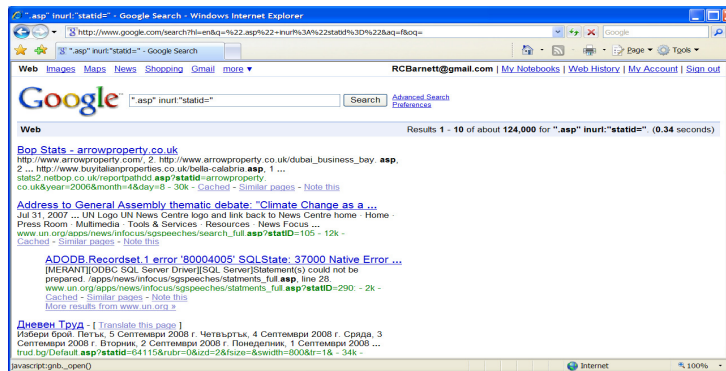 ".asp" inurl:"statid=" - Google Search - Windows Internet Explorer
http://www.google.com/search?hl=en&q=%22.asp%22+inurl%3A%22statid%3D%22&aq=f&oq=
Google
".asp" inurl:"statid=" - Google Search
Page Tools
Web Images Maps News Shopping Gmail more ▼
RCBarnett@gmail.com | My Notebooks | Web History | My Account | Sign out
Google
".asp" inurl:"statid="
Search
Advanced Search
Preferences
Web
Results 1 - 10 of about 124,000 for ".asp" inurl:"statid=". (0.34 seconds)
Bop Stats - arrowproperty.co.uk
http://www.arrowproperty.com/, 2. http://www.arrowproperty.co.uk/dubai_business_bay. asp,
2 ... http://www.buyitalianproperties.co.uk/bella-calabria.asp, 1 ...
stats2.netbop.co.uk/reportpathdd.asp?statid=arrowproperty.
co.uk&year=2006&month=4&day=8 - 30k - Cached - Similar pages - Note this
Address to General Assembly thematic debate: "Climate Change as a ...
Jul 31, 2007 ... UN Logo UN News Centre logo and link back to News Centre home · Home ·
Press Room · Multimedia · Tools & Services · Resources · News Focus ...
www.un.org/apps/news/infocus/sgspeeches/search_full.asp?statID=105 - 12k -
Cached - Similar pages - Note this
ADODB.Recordset.1 error '80004005' SQLState: 37000 Native Error ...
[MERANT][ODBC SQL Server Driver][SQL Server]Statement(s) could not be
prepared. /apps/news/infocus/sgspeeches/statments_full.asp, line 28.
www.un.org/apps/news/infocus/sgspeeches/statments_full.asp?statID=290: - 2k -
Cached - Similar pages - Note this
More results from www.un.org »
Дневен Труд - [ Translate this page ]
Избери брой. Петък, 5 Септември 2008 г. Четвъртък, 4 Септември 2008 г. Сряда, 3
Септември 2008 г. Вторник, 2 Септември 2008 г. Понеделник, 1 Септември 2008 г.
trud.bg/Default.asp?statid=64115&rubr=0&izd=2&fsize=&swidth=800&tr=1& - 34k -
javascript:gnb._open()
Internet
100%